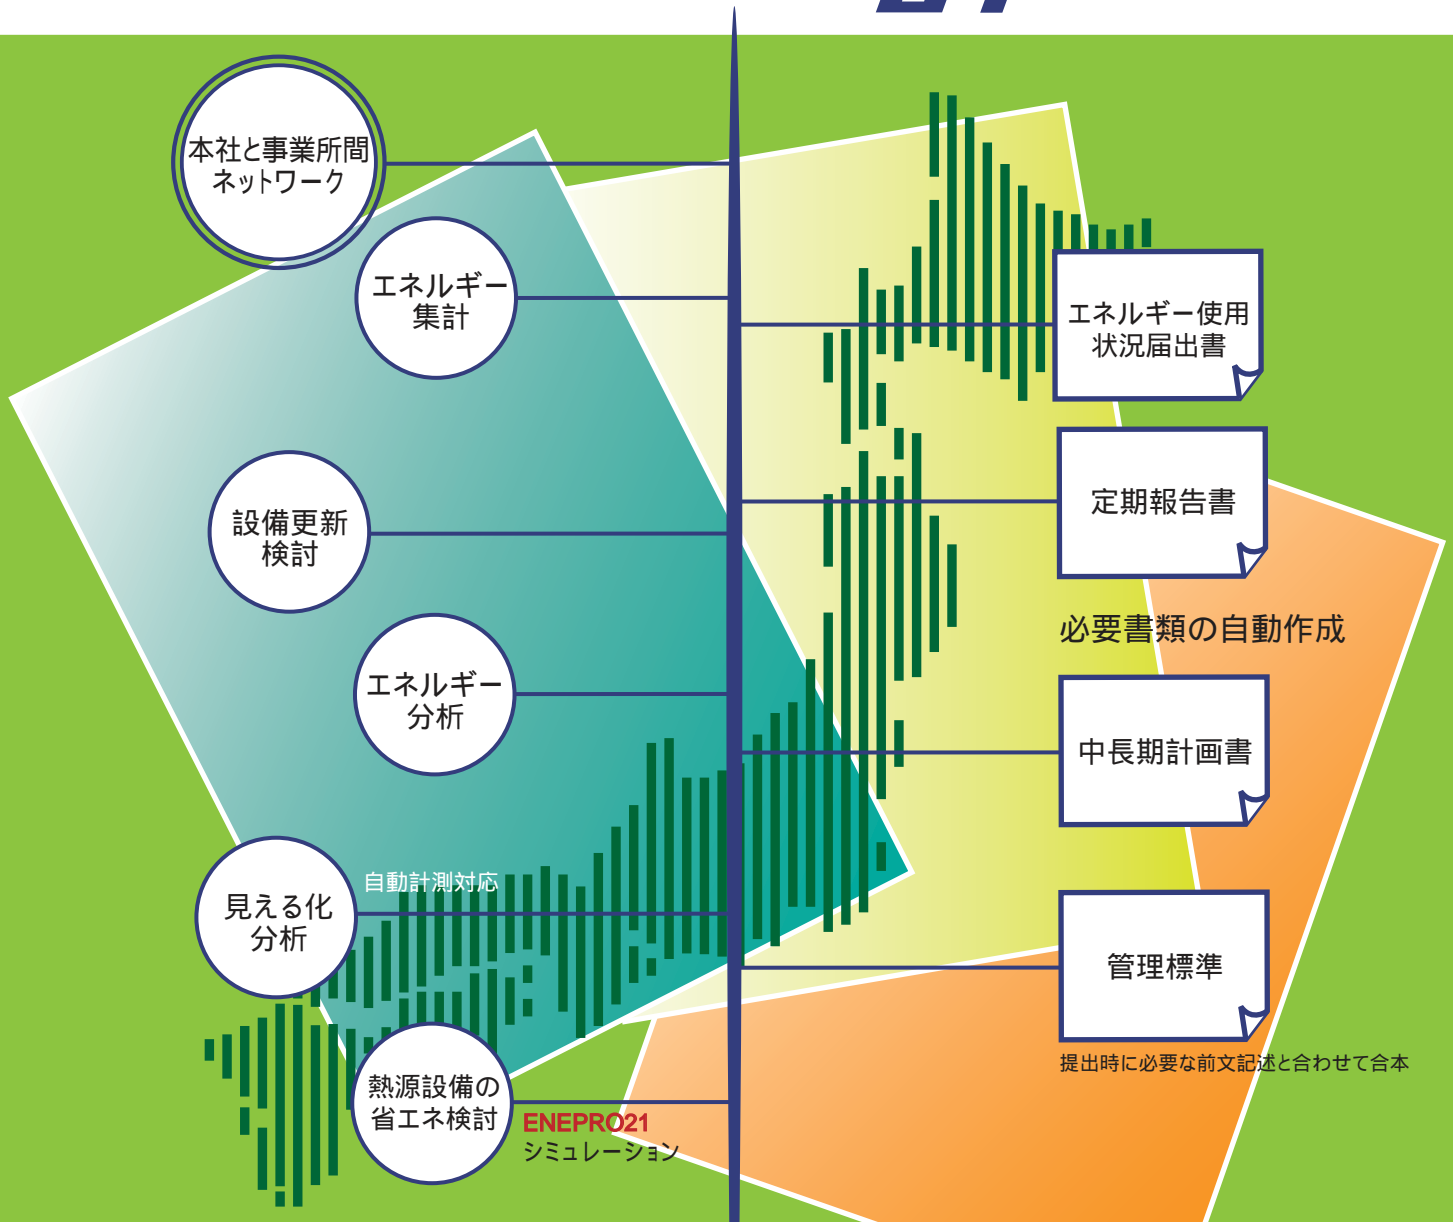 本社と事業所間
ネットワーク
エネルギー
集計
設備更新
検討
エネルギー
分析
見える化
分析
自動計測対応
熱源設備の
省エネ検討
ENEPRO21
シミュレーション
エネルギー使用
状況届出書
定期報告書
必要書類の自動作成
中長期計画書
管理標準
提出時に必要な前文記述と合わせて合本